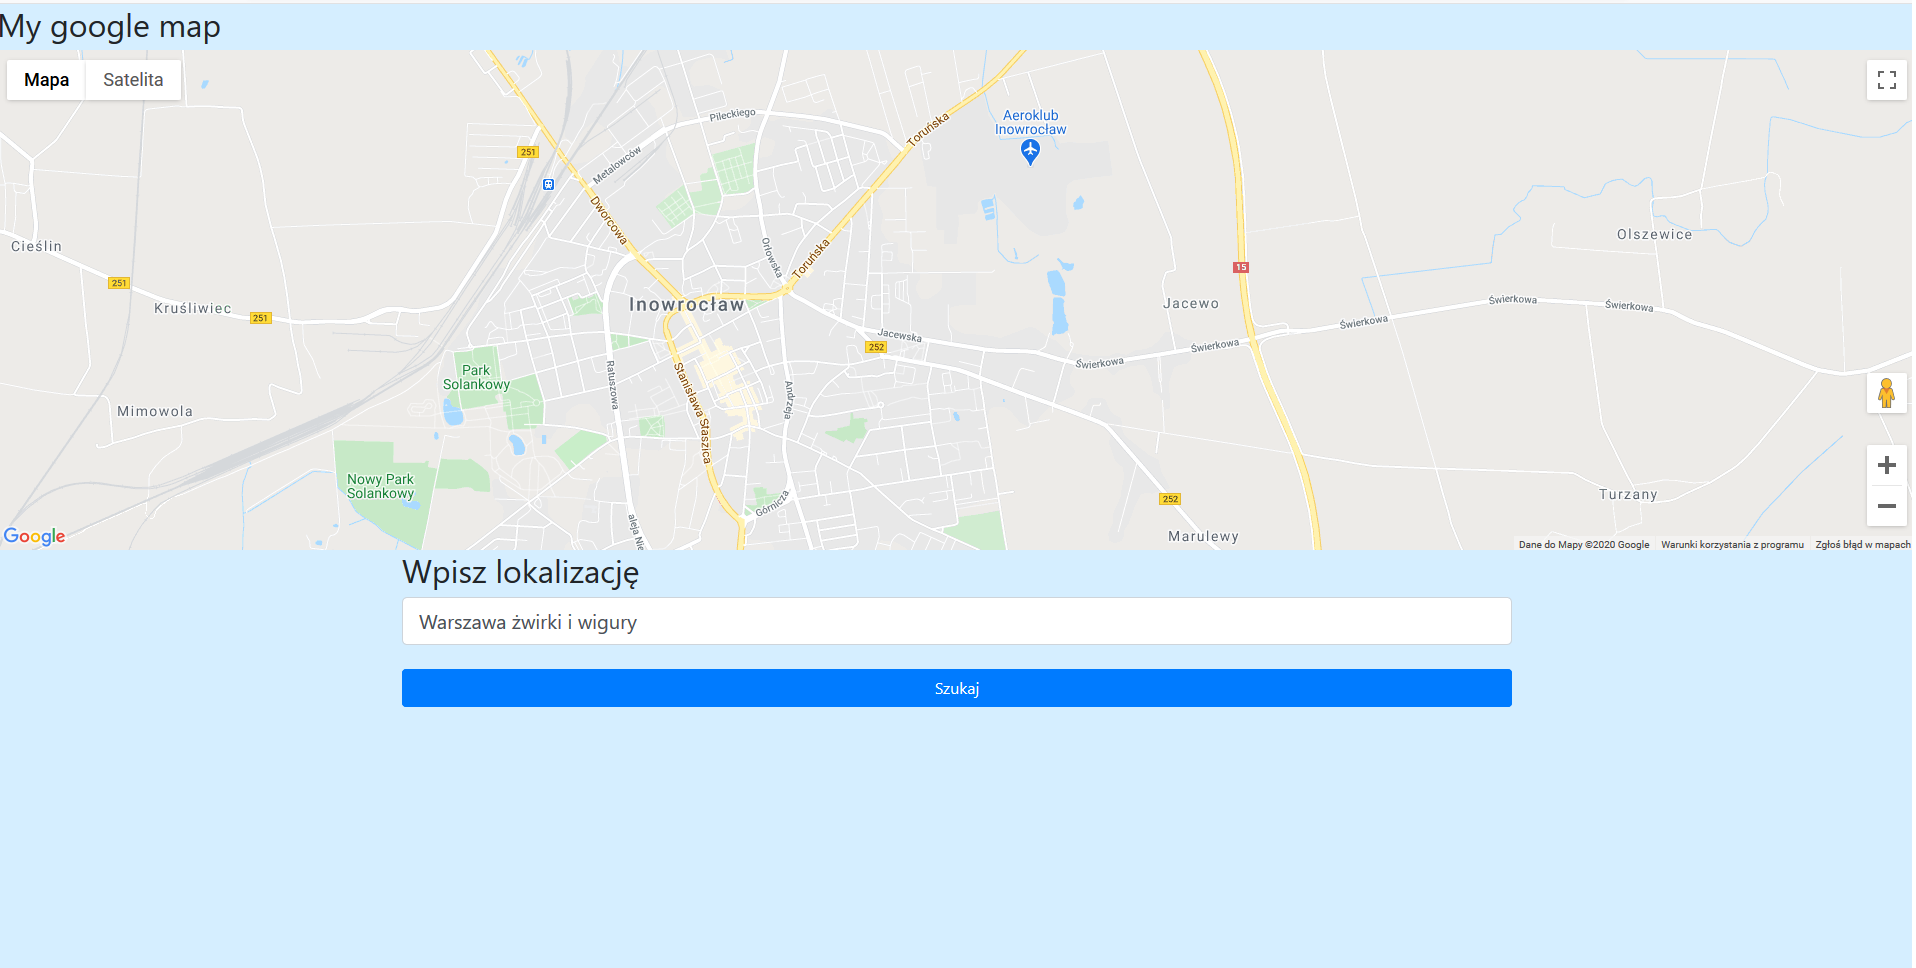 My google map
Mapa
Satelita
Pileckiego
Toruńska
Aeroklub
Inowrocław
251
Metalowców
Dworcowa
Cieślin
Orłowska
Toruńska
Olszewice
15
251
Kruśliwiec
251
Inowrocław
Jacewo
Świerkowa
Świerkowa
Świerkowa
Jacewska
252
Świerkowa
Świerkowa
Park
Solankowy
Ratuszowa
Stanisława Staszica
Andrzeja
Mimowola
Nowy Park
Solankowy
Górnicza
252
Turzany
aleja Nie
Marulewy
Google
Dane do Mapy ©2020 Google
Warunki korzystania z programu
Zgłoś błąd w mapach
Wpisz lokalizację
Warszawa żwirki i wigury
Szukaj